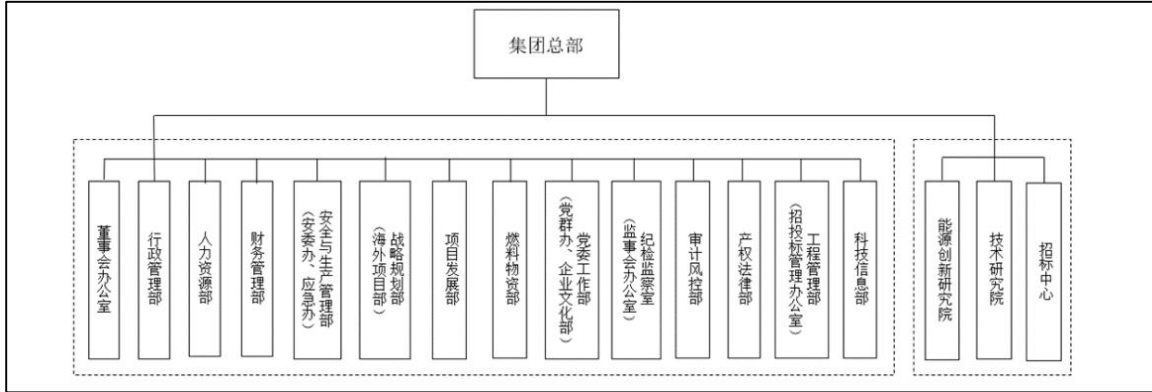 集团总部
董事会办公室
行政管理部
人力资源部
财务管理部
安全与生产管理部
（安委办、应急办）
战略规划部
（海外项目部）
项目发展部
燃料物资部
党委工作部
（党群办、企业文化部）
纪检监察室
（监事会办公室）
审计风控部
产权法律部
工程管理部
（招投标管理办公室）
科技信息部
能源创新研究院
技术研究院
招标中心